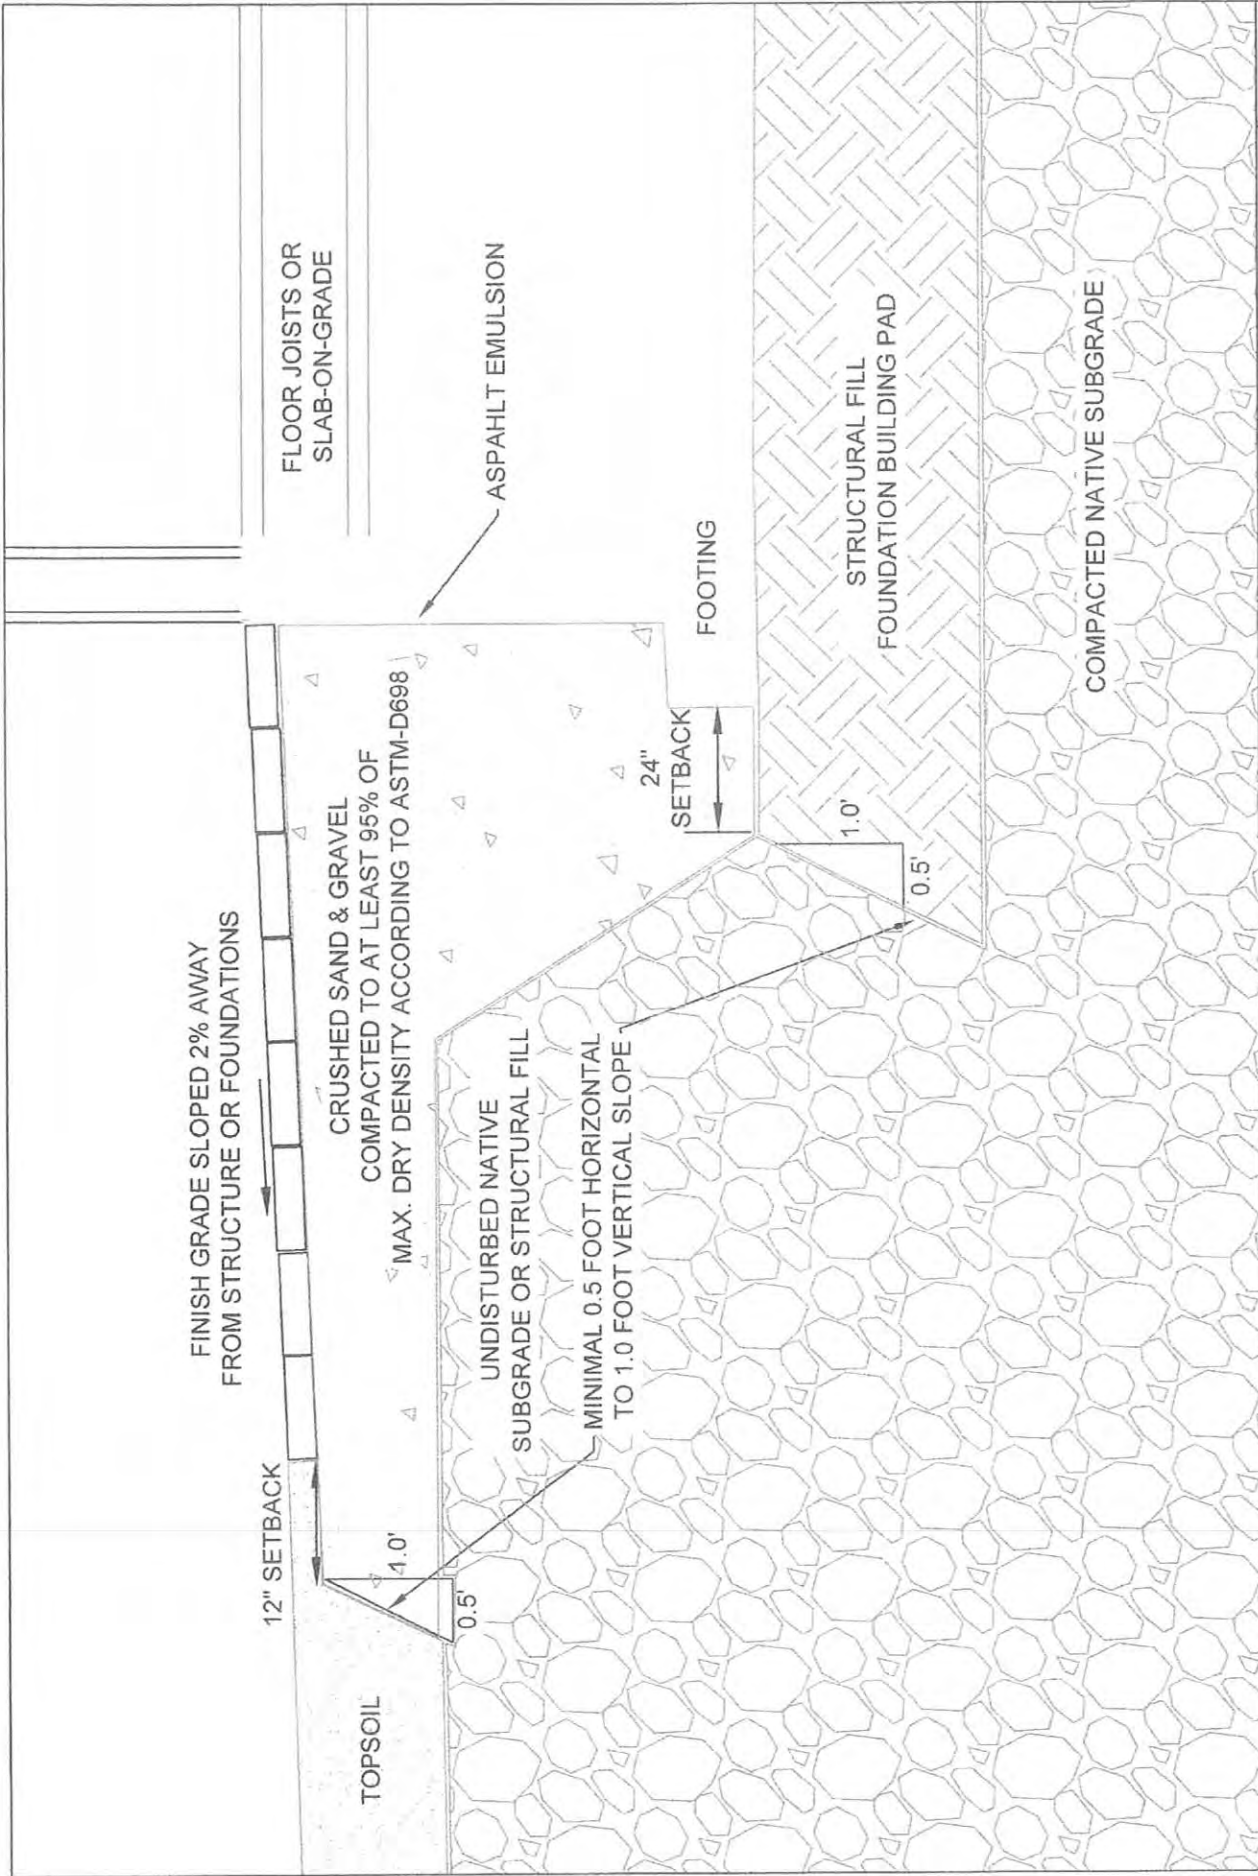 FINISH GRADE SLOPED 2% AWAY
FROM STRUCTURE OR FOUNDATIONS
12" SETBACK
TOPSOIL
1.0'
0.5'
CRUSHED SAND & GRAVEL
COMPACTED TO AT LEAST 95% OF
MAX. DRY DENSITY ACCORDING TO ASTM-D698
FLOOR JOISTS OR
SLAB-ON-GRADE
ASPAHLT EMULSION
UNDISTURBED NATIVE
SUBGRADE OR STRUCTURAL FILL
MINIMAL 0.5 FOOT HORIZONTAL
TO 1.0 FOOT VERTICAL SLOPE
24"
SETBACK
FOOTING
1.0'
0.5'
STRUCTURAL FILL
FOUNDATION BUILDING PAD
COMPACTED NATIVE SUBGRADE